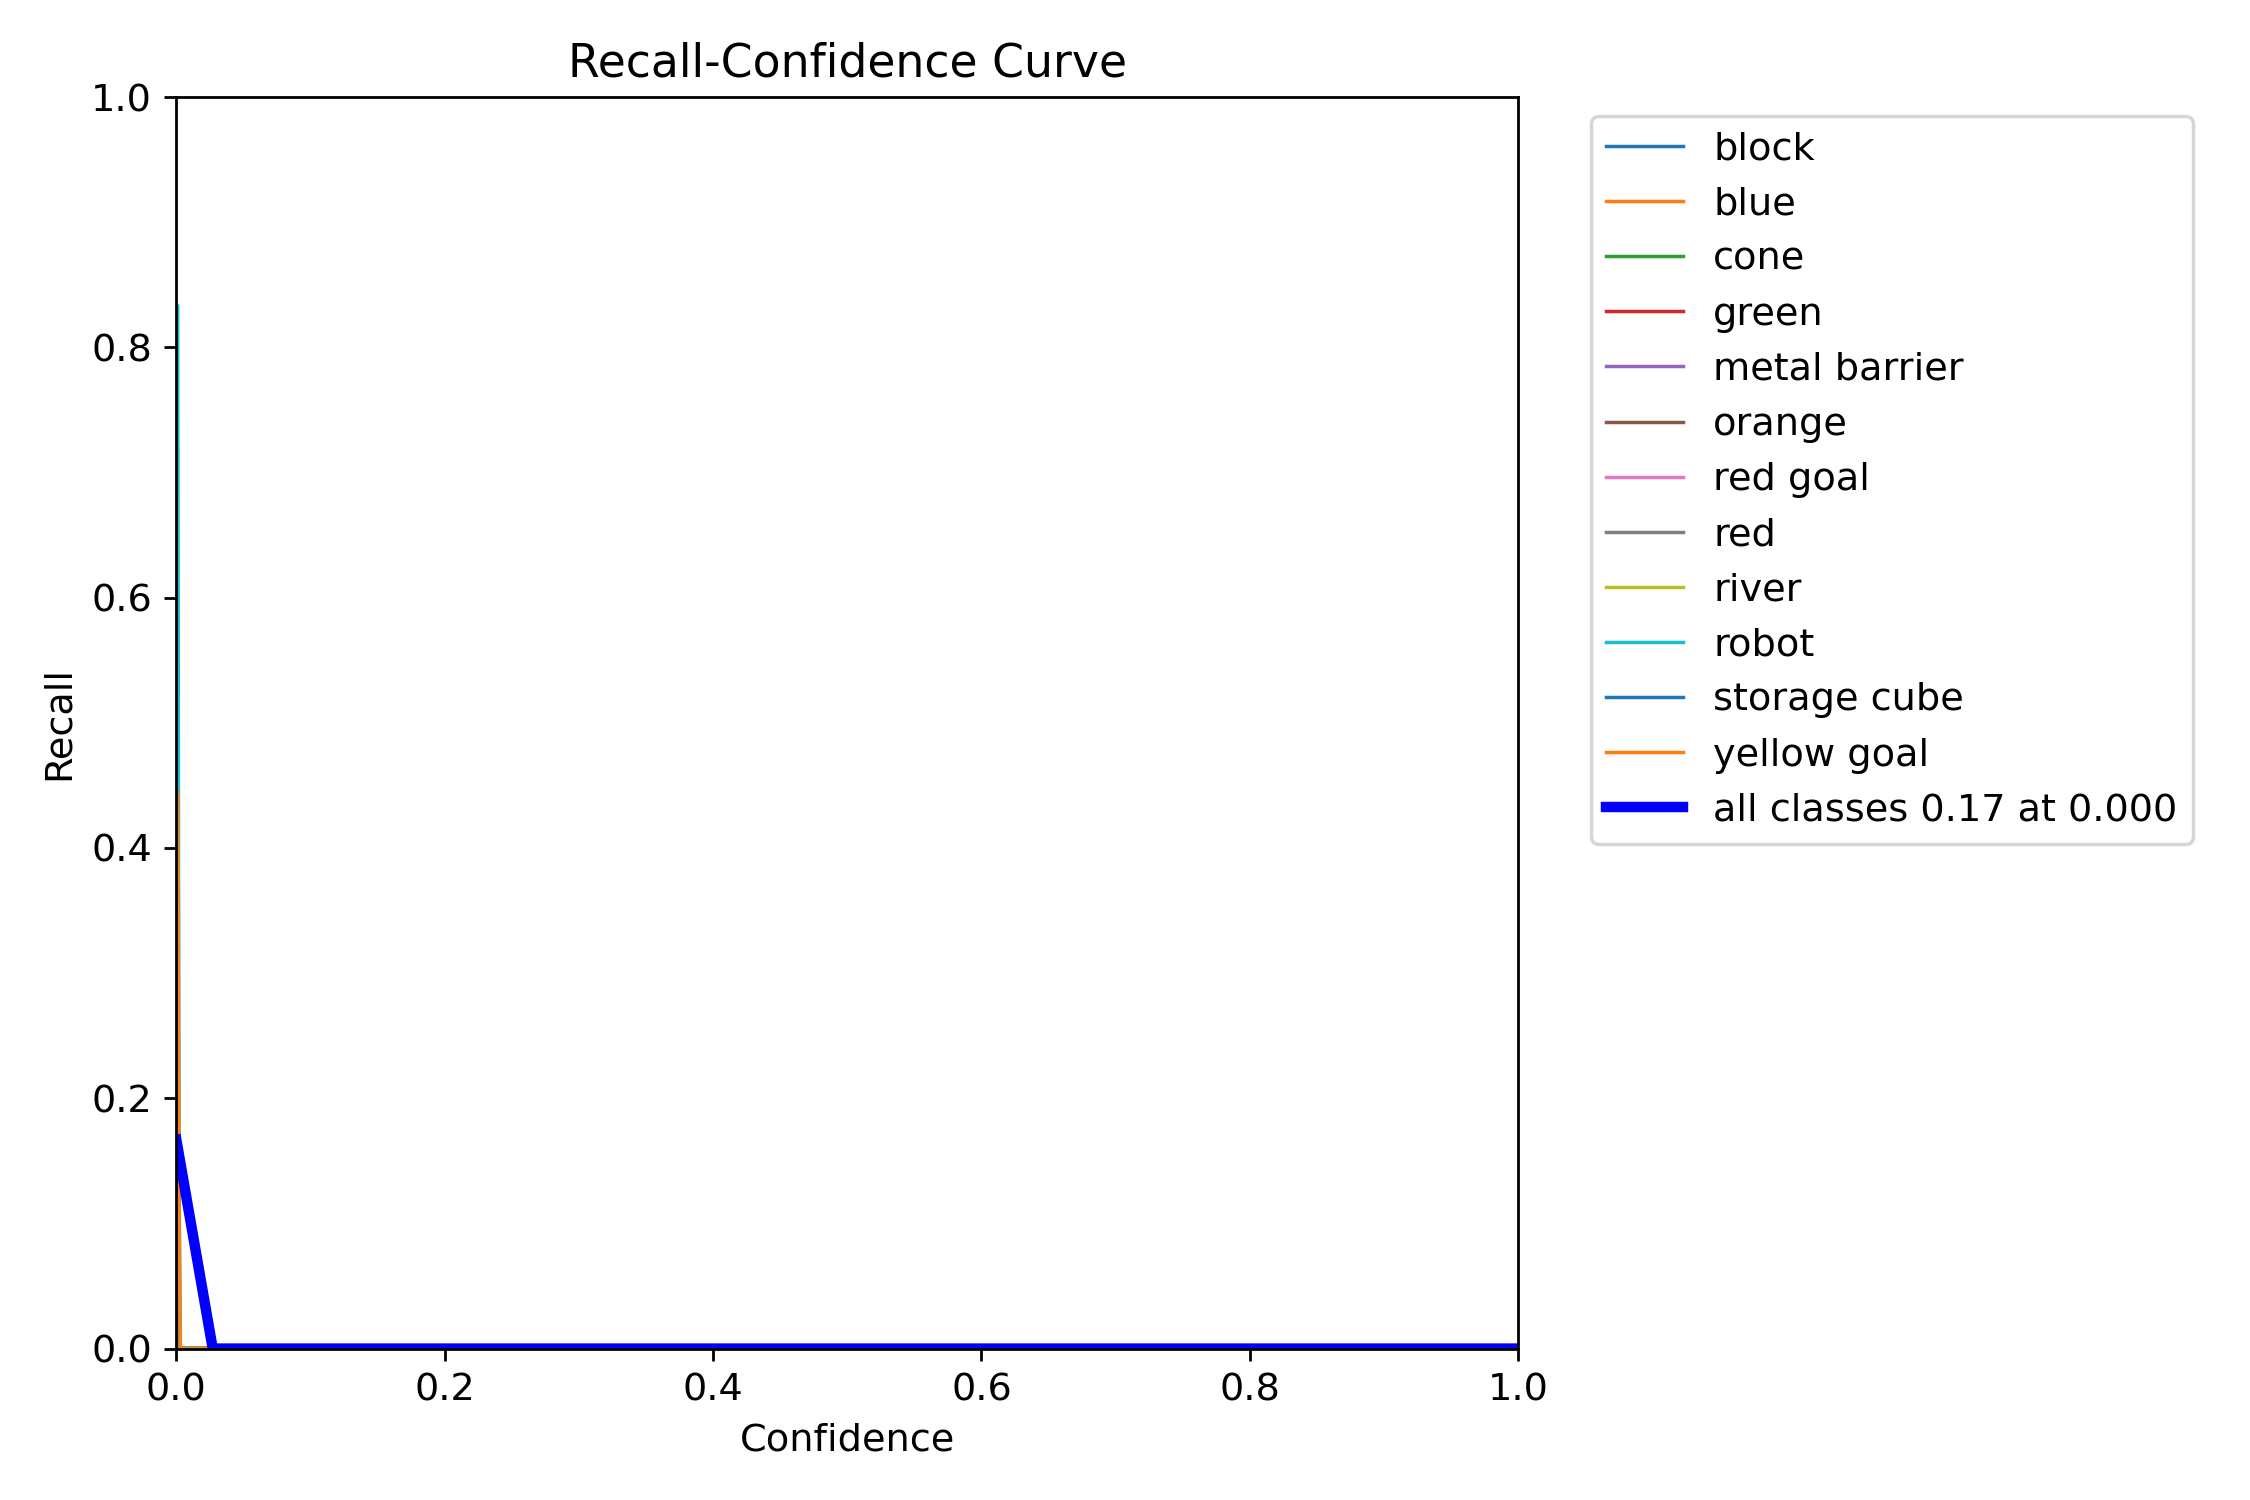 Recall-Confidence Curve
1.0
0.8
0.6
0.4
0.2
0.0
Recall
0.0 0.2 0.4 0.6 0.8 1.0
Confidence
block
blue
cone
green
metal barrier
orange
red goal
red
river
robot
storage cube
yellow goal
all classes 0.17 at 0.000